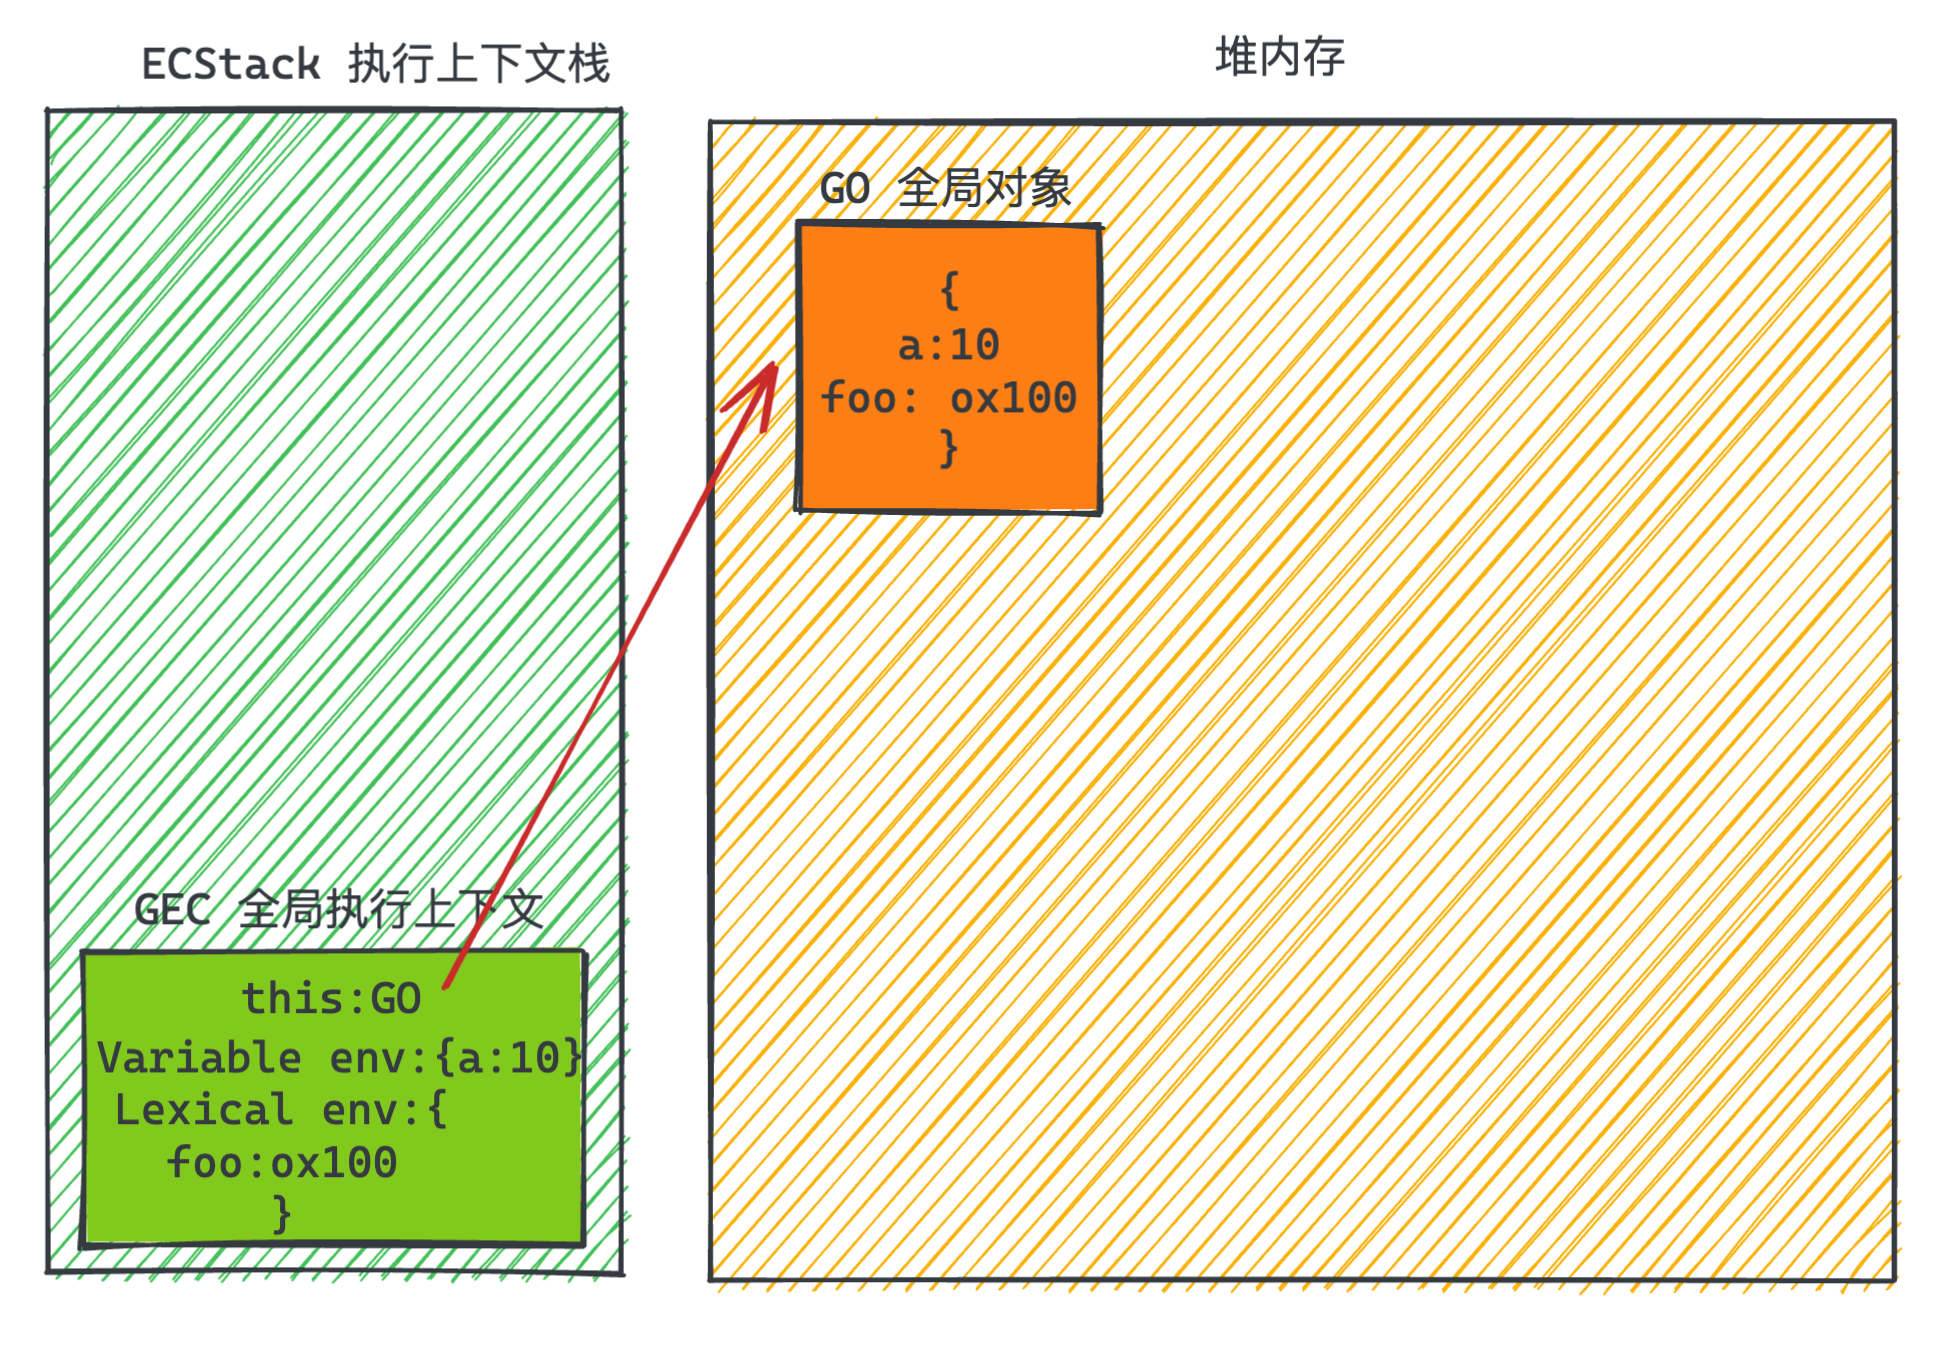 ECStack 执行上下文栈
堆内存
GO 全局对象
{
a:10
foo: ox100
}
GEC 全局执行上下文
this:GO
Variable env:{a:10}
Lexical env:{
foo:ox100
}